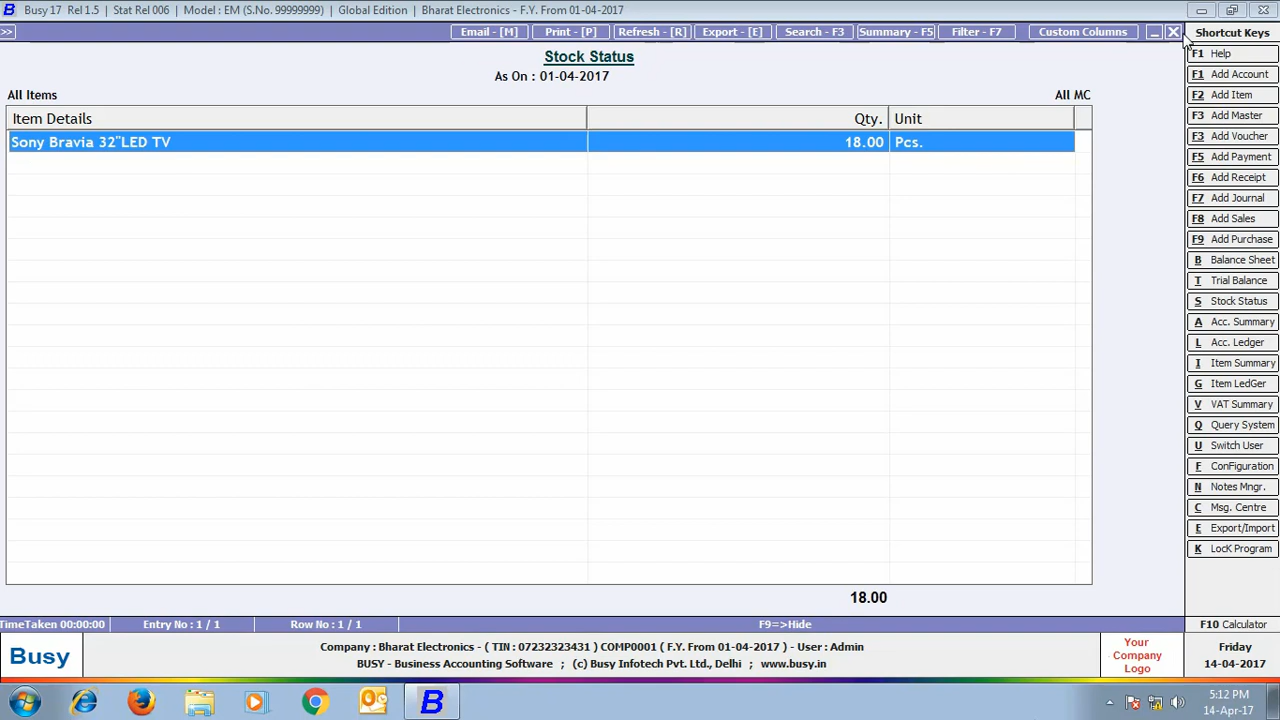 Busy 17 Rel 1.5 | Stat Rel 006 | Model : EM (S.No. 99999999) | Global Edition | Bharat Electronics - F.Y. From 01-04-2017
>> Email - [M] Print - [P] Refresh - [R] Export - [E] Search - F3 Summary - F5 Filter - F7 Custom Columns
Stock Status
As On : 01-04-2017
All Items All MC
Item Details Qty. Unit
Sony Bravia 32"LED TV 18.00 Pcs.
18.00
TimeTaken 00:00:00 Entry No : 1 / 1 Row No : 1 / 1 F9=>Hide
Shortcut Keys
F1 Help
F1 Add Account
F2 Add Item
F3 Add Master
F3 Add Voucher
F5 Add Payment
F6 Add Receipt
F7 Add Journal
F8 Add Sales
F9 Add Purchase
B Balance Sheet
T Trial Balance
S Stock Status
A Acc. Summary
L Acc. Ledger
I Item Summary
G Item LedGer
V VAT Summary
Q Query System
U Switch User
F ConFiguration
N Notes Mngr.
C Msg. Centre
E Export/Import
K LocK Program
F10 Calculator
Busy
Company : Bharat Electronics - ( TIN : 07232323431 ) COMP0001 ( F.Y. From 01-04-2017 ) - User : Admin
BUSY - Business Accounting Software ; (c) Busy Infotech Pvt. Ltd., Delhi ; www.busy.in
Your
Company
Logo
Friday
14-04-2017
5:12 PM
14-Apr-17